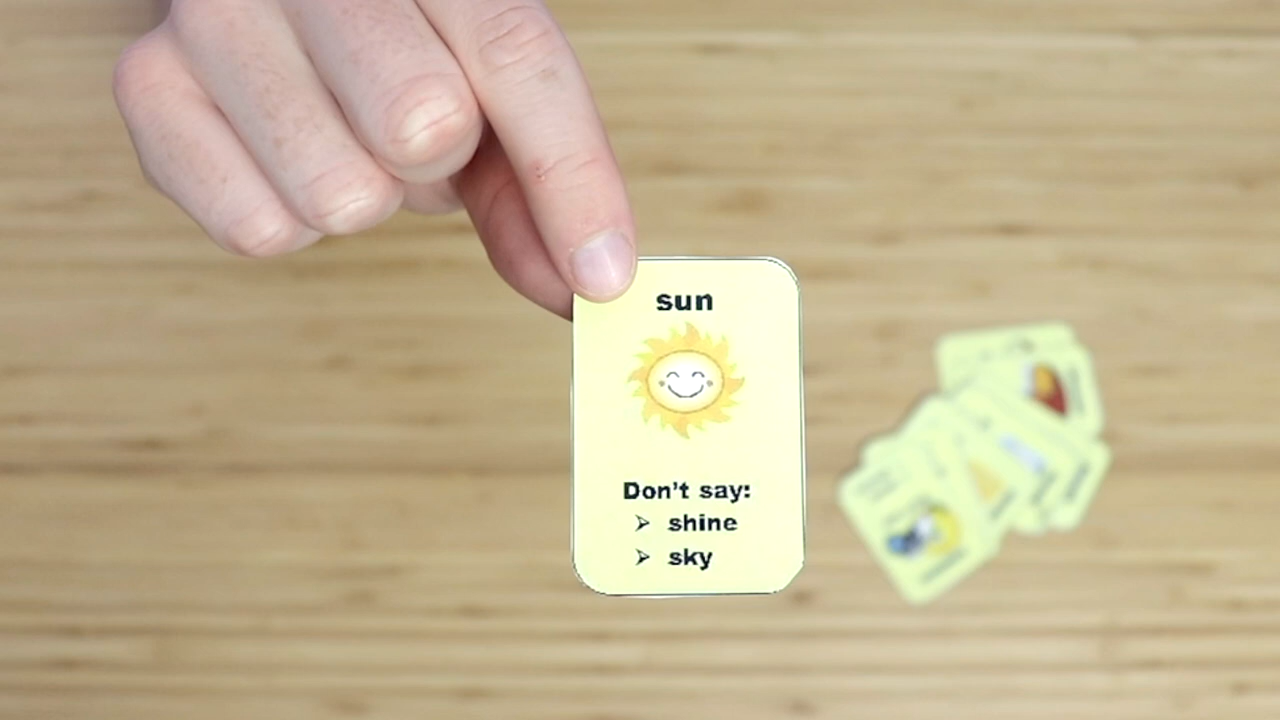 sun
Don't say:
➢ shine
➢ sky